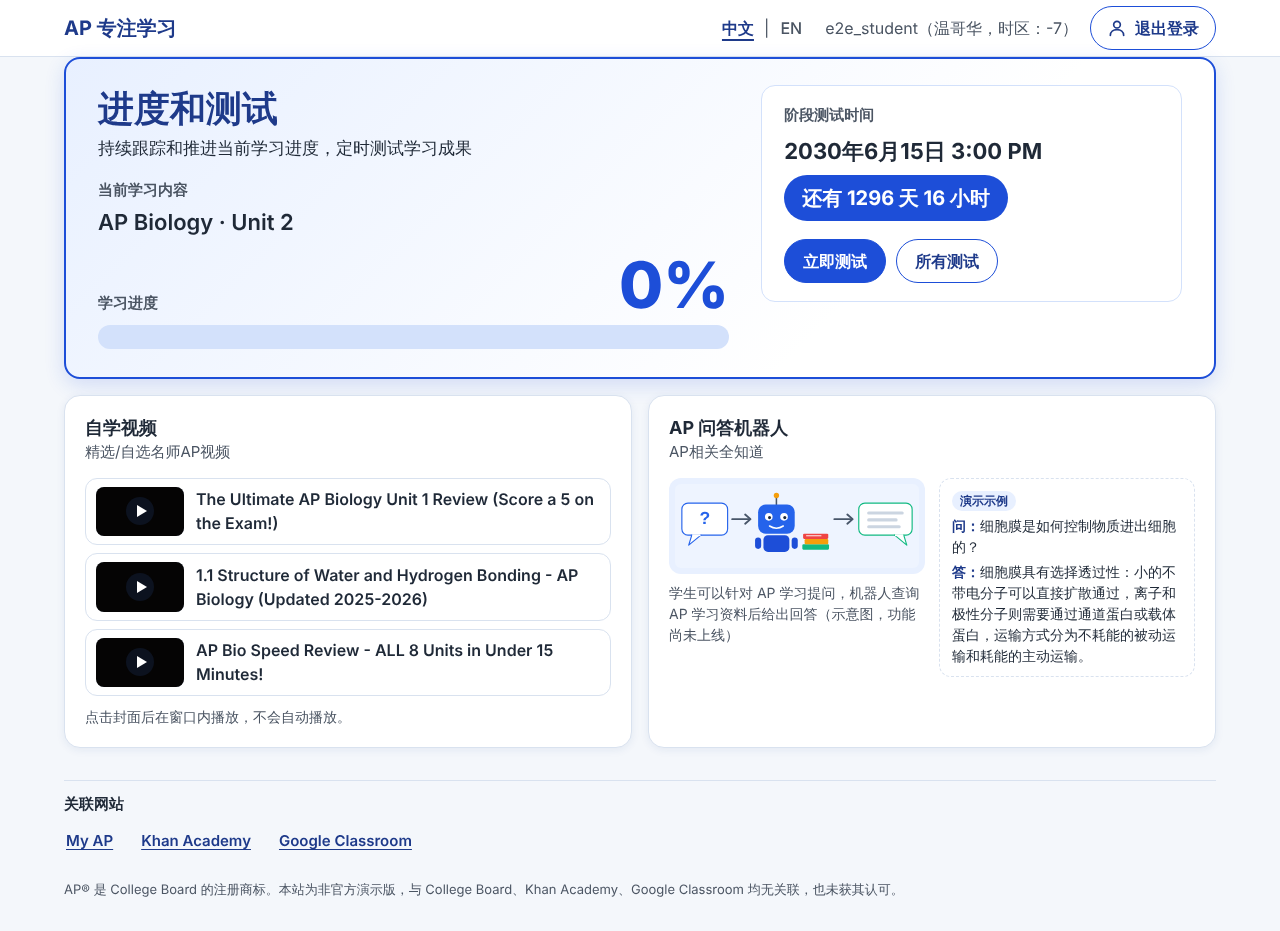 AP 专注学习
中文 | EN e2e_student（温哥华，时区：-7） 退出登录
进度和测试
持续跟踪和推进当前学习进度，定时测试学习成果
当前学习内容
AP Biology · Unit 2
学习进度
0%
阶段测试时间
2030年6月15日 3:00 PM
还有 1296 天 16 小时
立即测试 所有测试
自学视频
精选/自选名师AP视频
The Ultimate AP Biology Unit 1 Review (Score a 5 on
the Exam!)
1.1 Structure of Water and Hydrogen Bonding - AP
Biology (Updated 2025-2026)
AP Bio Speed Review - ALL 8 Units in Under 15
Minutes!
点击封面后在窗口内播放，不会自动播放。
AP 问答机器人
AP相关全知道
?
学生可以针对 AP 学习提问，机器人查询
AP 学习资料后给出回答（示意图，功能
尚未上线）
演示示例
问：细胞膜是如何控制物质进出细胞
的？
答：细胞膜具有选择透过性：小的不
带电分子可以直接扩散通过，离子和
极性分子则需要通过通道蛋白或载体
蛋白，运输方式分为不耗能的被动运
输和耗能的主动运输。
关联网站
My AP Khan Academy Google Classroom
AP® 是 College Board 的注册商标。本站为非官方演示版，与 College Board、Khan Academy、Google Classroom 均无关联，也未获其认可。